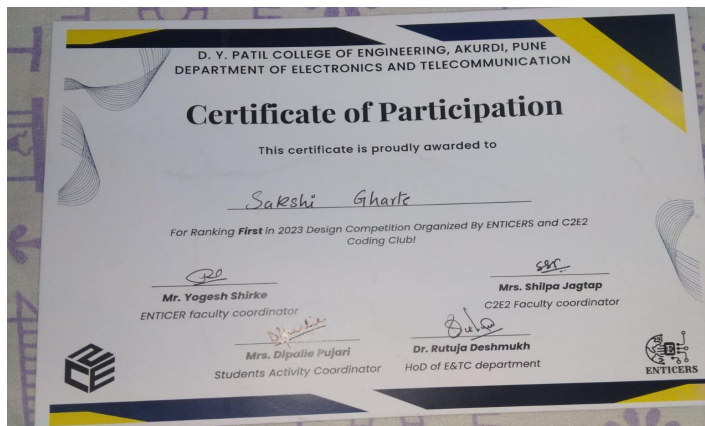 D. Y. PATIL COLLEGE OF ENGINEERING, AKURDI, PUNE
DEPARTMENT OF ELECTRONICS AND TELECOMMUNICATION
Certificate of Participation
This certificate is proudly awarded to
Sakshi Gharte
For Ranking First in 2023 Design Competition Organized By ENTICERS and C2E2
Coding Club!
Mr. Yogesh Shirke
ENTICER faculty coordinator
Mrs. Shilpa Jagtap
C2E2 Faculty coordinator
Mrs. Dipalie Pujari
Students Activity Coordinator
Dr. Rutuja Deshmukh
HoD of E&TC department
ENTICERS